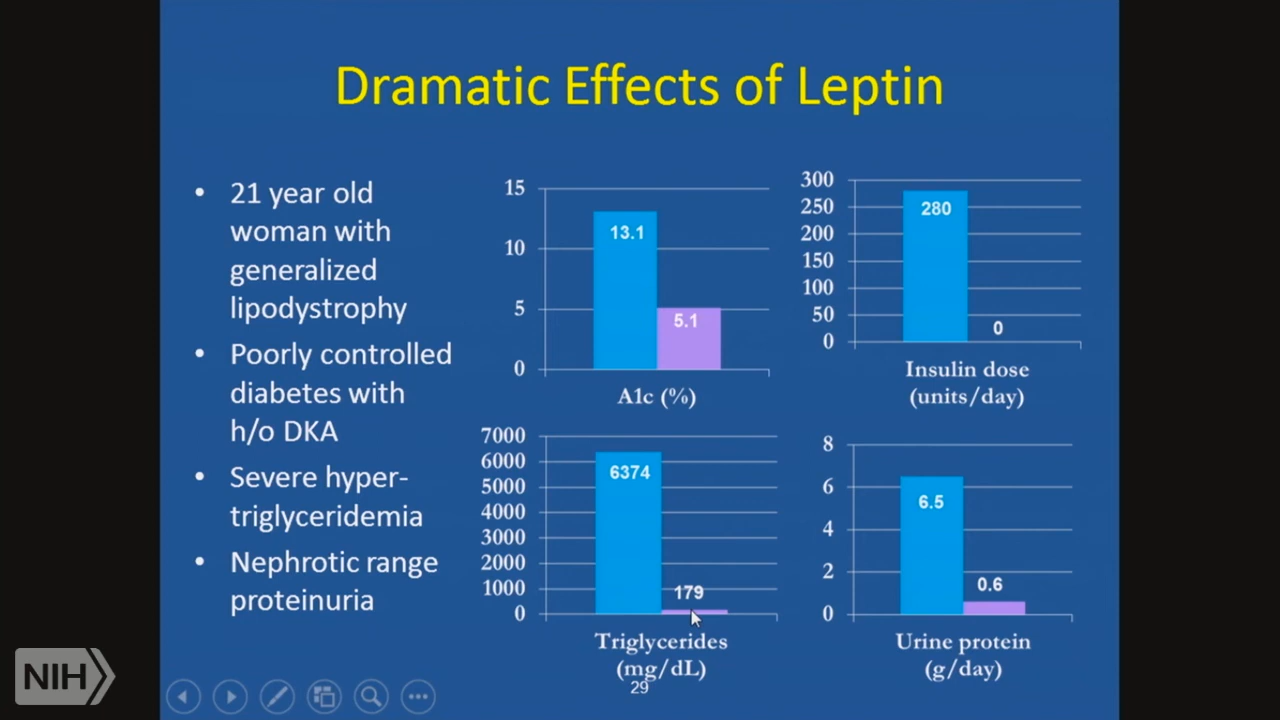 Dramatic Effects of Leptin
• 21 year old
woman with
generalized
lipodystrophy
• Poorly controlled
diabetes with
h/o DKA
• Severe hyper-
triglyceridemia
• Nephrotic range
proteinuria
15
10
5
0
13.1
5.1
A1c (%)
300
250
200
150
100
50
0
280
0
Insulin dose
(units/day)
7000
6000
5000
4000
3000
2000
1000
0
6374
179
Triglycerides
(mg/dL)
8
6
4
2
0
6.5
0.6
Urine protein
(g/day)
29
NIH